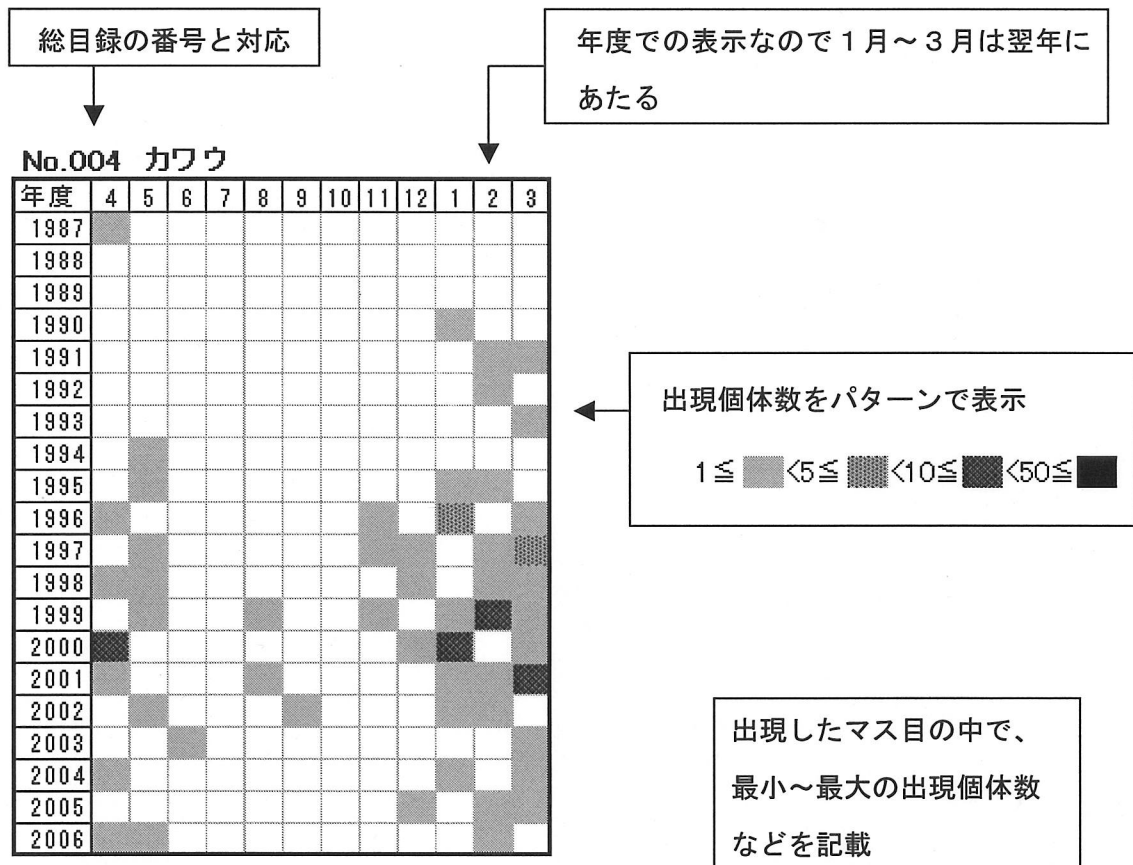 総目録の番号と対応
年度での表示なので1月～3月は翌年に
あたる
No.004 カワウ
年度 4 5 6 7 8 9 10 11 12 1 2 3
1987
1988
1989
1990
1991
1992
1993
1994
1995
1996
1997
1998
1999
2000
2001
2002
2003
2004
2005
2006
出現個体数をパターンで表示
1≦ <5≦ <10≦ <50≦
出現したマス目の中で、
最小～最大の出現個体数
などを記載